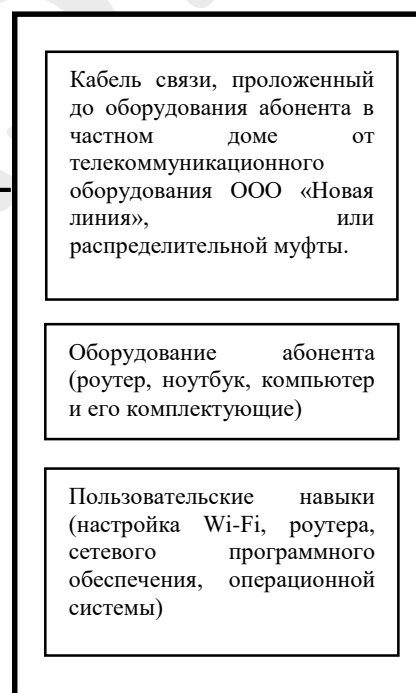 Кабель связи, проложенный
до оборудования абонента в
частном доме от
телекоммуникационного
оборудования ООО «Новая
линия», или
распределительной муфты.
Оборудование абонента
(роутер, ноутбук, компьютер
и его комплектующие)
Пользовательские навыки
(настройка Wi-Fi, роутера,
сетевого программного
обеспечения, операционной
системы)